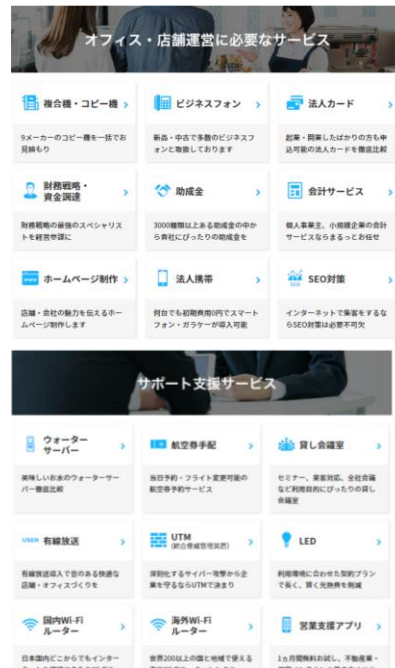 オフィス・店舗運営に必要なサービス
複合機・コピー機
ビジネスフォン
法人カード
9メーカーのコピー機を一括でお
見積もり
新品・中古で多数のビジネスフ
ォンと取扱しております
起業・開業したばかりの方も申
込可能の法人カードを徹底比較
財務戦略・
資金調達
助成金
会計サービス
財務戦略の最強のスペシャリス
トを経営参謀に
3000種類以上ある助成金の中か
ら貴社にぴったりの助成金を
個人事業主、小規模企業の会計
サービスならまるっとお任せ
ホームページ制作
法人携帯
SEO対策
店舗・会社の魅力を伝えるホー
ムページ制作します
何台でも初期費用0円でスマート
フォン・ガラケーが導入可能
インターネットで集客をするな
らSEO対策は必要不可欠
サポート支援サービス
ウォーター
サーバー
航空券手配
貸し会議室
美味しいお水のウォーターサー
バー徹底比較
当日予約・フライト変更可能の
航空券予約サービス
セミナー、来客対応、全社会議
など利用目的にぴったりの貸し
会議室
USEN 有線放送
UTM
(統合脅威管理装置)
LED
有線放送導入で音のある快適な
店舗・オフィスづくりを
深刻化するサイバー攻撃から企
業を守るならUTMで決まり
利用環境に合わせた契約プラン
で長く、賢く光熱費を削減
国内Wi-Fi
ルーター
海外Wi-Fi
ルーター
営業支援アプリ
日本国内どこからでもインター
世界200以上の国と地域で使える
1ヶ月間無料お試し、不動産・